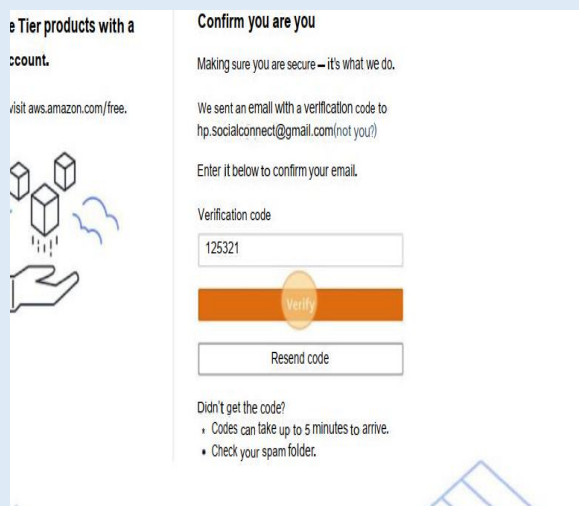 e Tier products with a
ccount.
visit aws.amazon.com/free.
Confirm you are you
Making sure you are secure – it's what we do.
We sent an email with a verification code to
hp.socialconnect@gmail.com(not you?)
Enter it below to confirm your email.
Verification code
125321
Verify
Resend code
Didn't get the code?
• Codes can take up to 5 minutes to arrive.
• Check your spam folder.